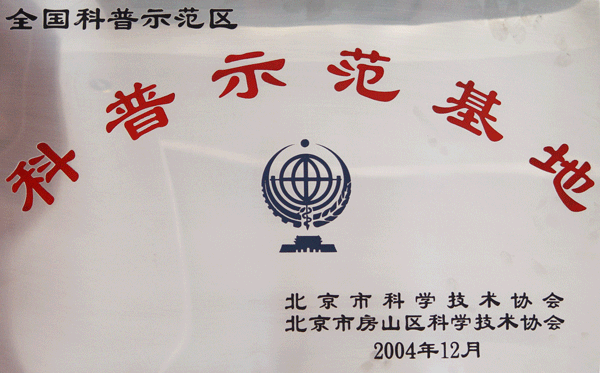 全国科普示范区
科普示范基地
北京市科学技术协会
北京市房山区科学技术协会
2004年12月